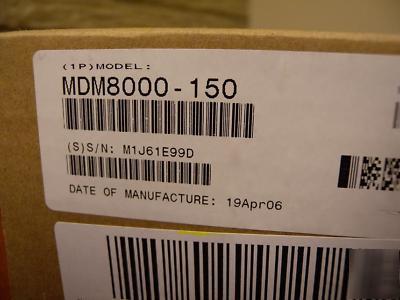 (1P)MODEL:
MDM8000-150
(S)S/N: M1J61E99D
DATE OF MANUFACTURE: 19Apr06